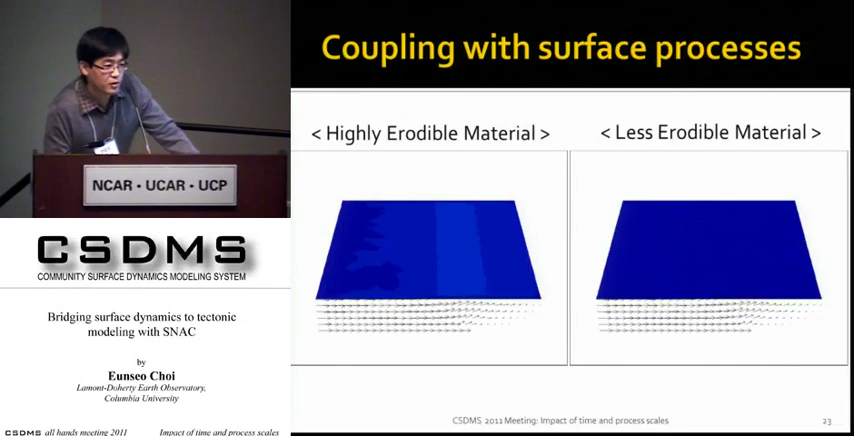 Coupling with surface processes
< Highly Erodible Material >
< Less Erodible Material >
NCAR • UCAR • UCP
CSDMS
COMMUNITY SURFACE DYNAMICS MODELING SYSTEM
Bridging surface dynamics to tectonic
modeling with SNAC
by
Eunseo Choi
Lamont-Doherty Earth Observatory,
Columbia University
CSDMS all hands meeting 2011
Impact of time and process scales
CSDMS 2011 Meeting: Impact of time and process scales
23